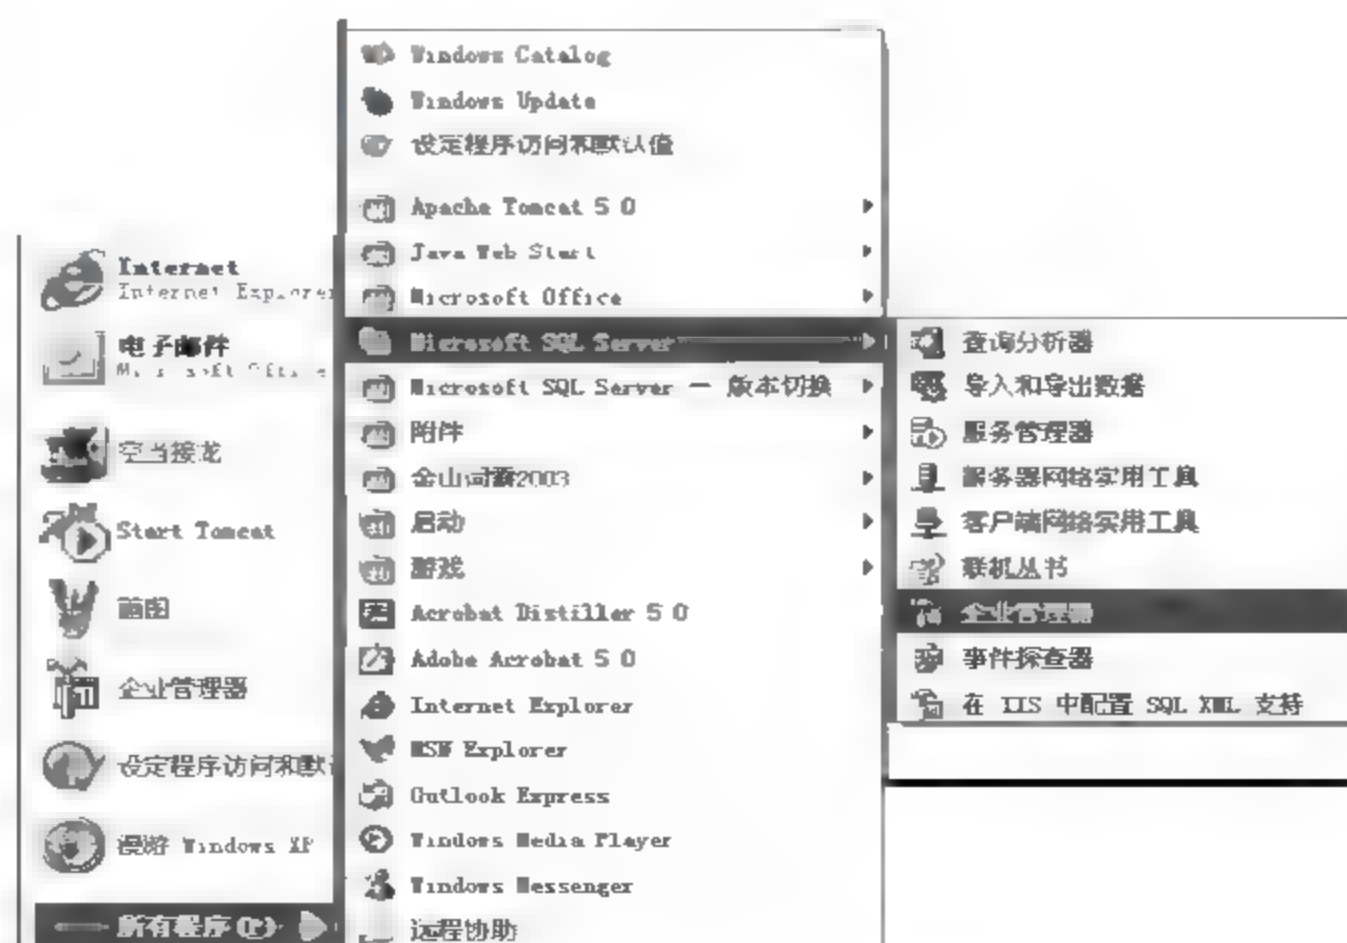 Internet
Internet Explorer
电子邮件
Microsoft Office
空当接龙
Start Tomcat
画图
企业管理器
设定程序访问和默认
漫游 Windows XP
所有程序(P)
Windows Catalog
Windows Update
设定程序访问和默认值
Apache Tomcat 5 0
Java Web Start
Microsoft Office
Microsoft SQL Server
Microsoft SQL Server — 版本切换
附件
金山词霸2003
启动
游戏
Acrobat Distiller 5 0
Adobe Acrobat 5 0
Internet Explorer
MSN Explorer
Outlook Express
Windows Media Player
Windows Messenger
远程协助
查询分析器
导入和导出数据
服务管理器
服务器网络实用工具
客户端网络实用工具
联机丛书
企业管理器
事件探查器
在 IIS 中配置 SQL XML 支持